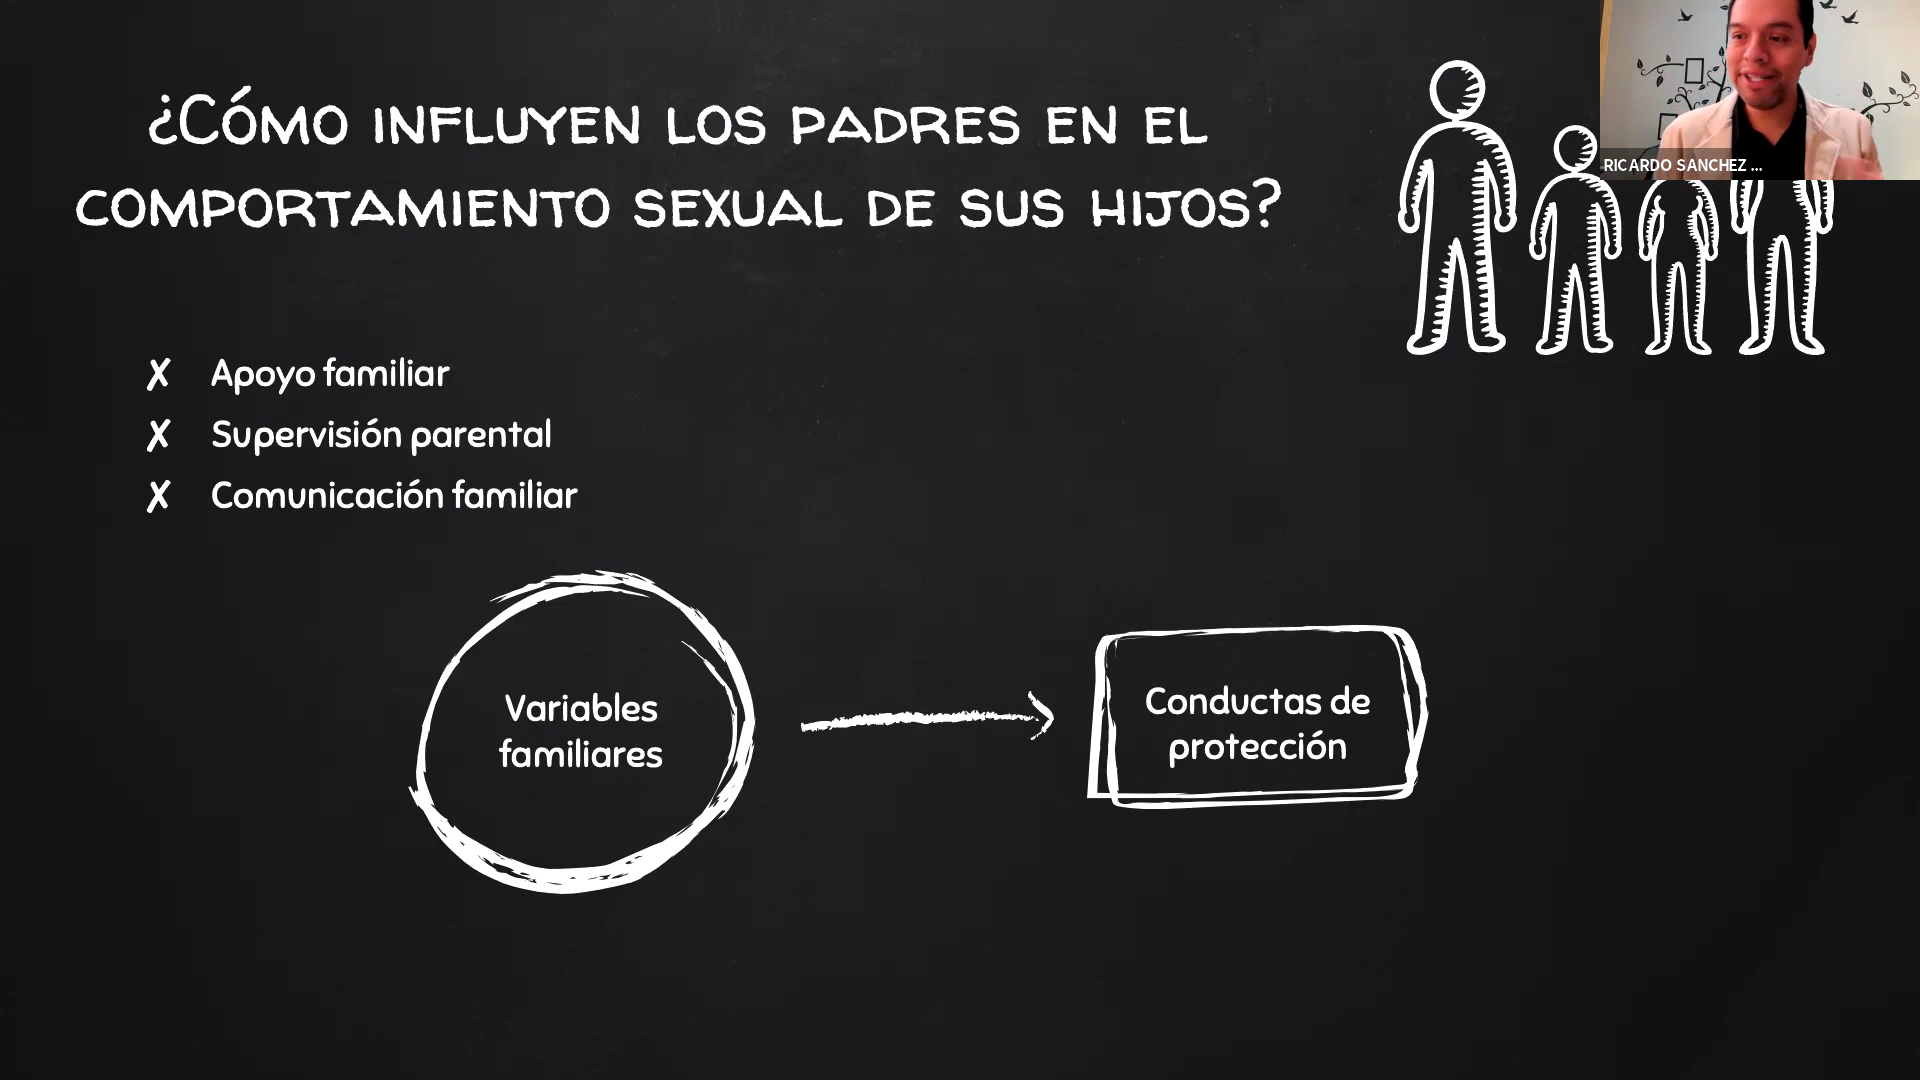 ¿Cómo influyen los padres en el
comportamiento sexual de sus hijos?
RICARDO SANCHEZ ...
✗ Apoyo familiar
✗ Supervisión parental
✗ Comunicación familiar
Variables
familiares
Conductas de
protección